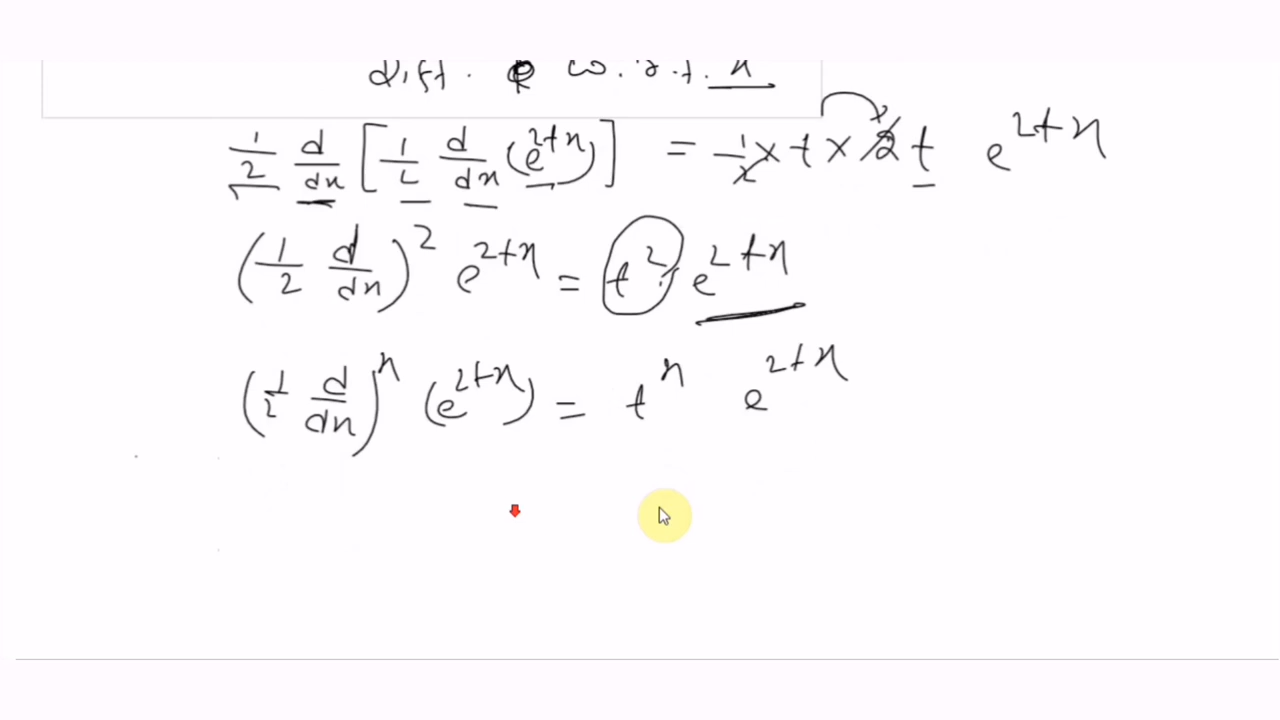 diff. w.r.t. x
1/2 d/dx [1/2 d/dx (e^2tx)] = 1/2 x t x 2 t e^2tx
(1/2 d/dx)^2 e^2tx = t^2 . e^2tx
(1/2 d/dx)^n (e^2tx) = t^n e^2tx